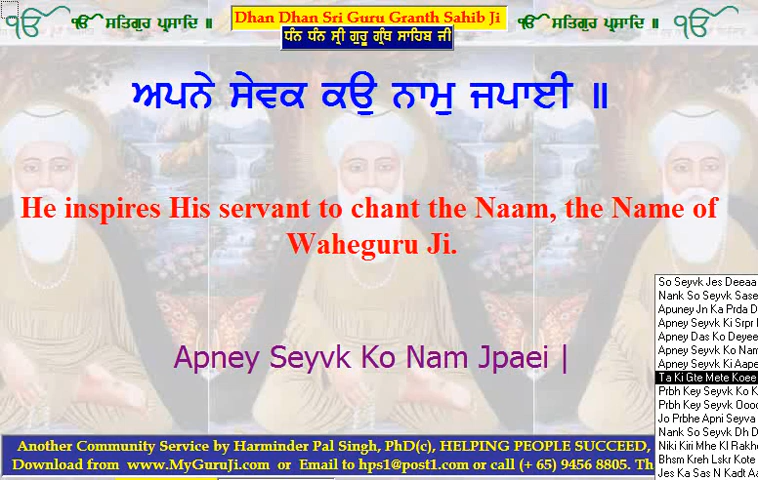 ੴ ਸਤਿਗੁਰ ਪ੍ਰਸਾਦਿ ॥ Dhan Dhan Sri Guru Granth Sahib Ji ੴ ਸਤਿਗੁਰ ਪ੍ਰਸਾਦਿ ॥ ੴ
ਧੰਨ ਧੰਨ ਸ੍ਰੀ ਗੁਰੂ ਗ੍ਰੰਥ ਸਾਹਿਬ ਜੀ
ਅਪਨੇ ਸੇਵਕ ਕਉ ਨਾਮੁ ਜਪਾਈ ॥
He inspires His servant to chant the Naam, the Name of
Waheguru Ji.
Apney Seyvk Ko Nam Jpaei |
So Seyvk Jes Deeaa
Nank So Seyvk Sase
Apuney Jn Ka Prda D
Apney Seyvk Ki Srpr
Apney Das Ko Deyee
Apney Seyvk Ko Nam
Apney Seyvk Ki Aape
Ta Ki Gte Mete Koee
Prbh Key Seyvk Ko K
Prbh Key Seyvk Oooc
Jo Prbhe Apni Seyva
Nank So Seyvk Dh D
Niki Kiri Mhe Kl Rakhe
Bhsm Kreh Lskr Kote
Jes Ka Sas N Kadt Aa
Another Community Service by Harminder Pal Singh, PhD(c), HELPING PEOPLE SUCCEED,
Download from www.MyGuruJi.com or Email to hps1@post1.com or call (+ 65) 9456 8805. Th